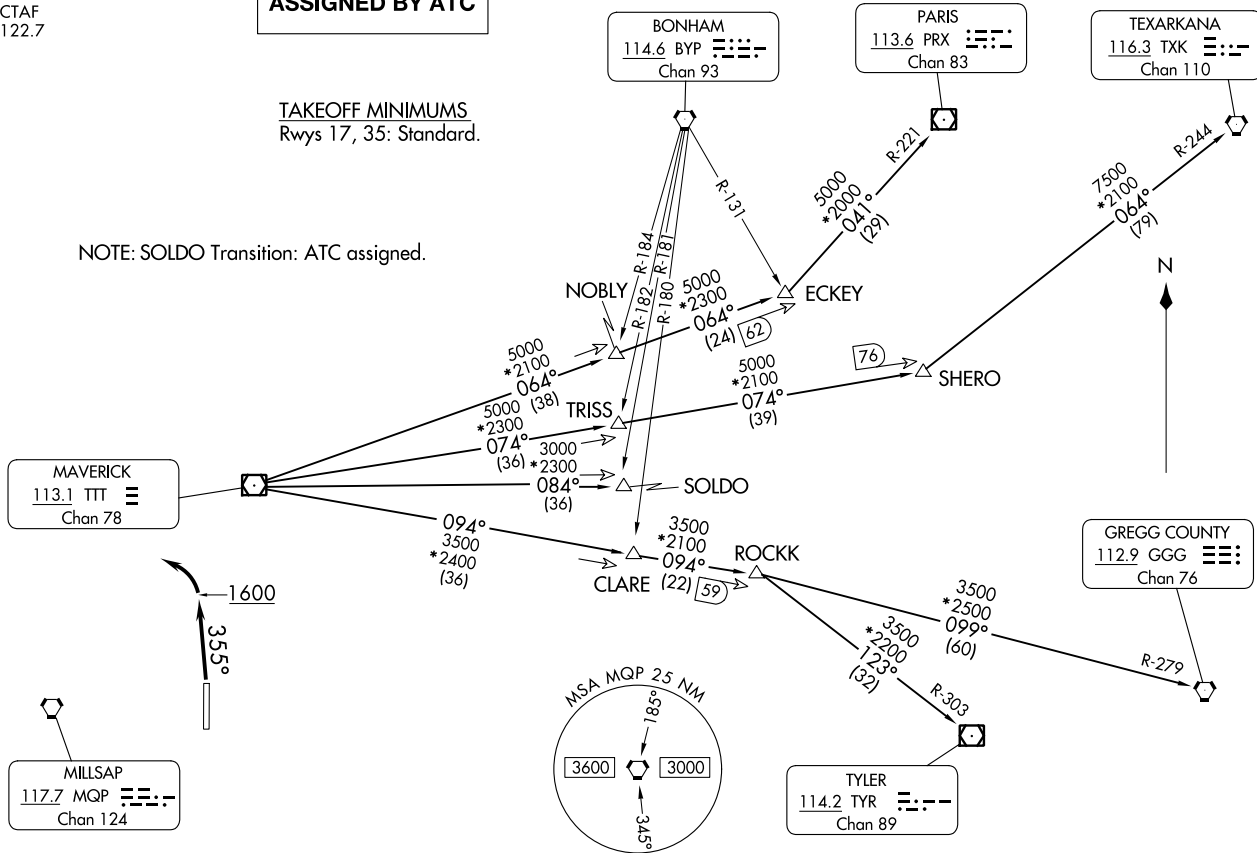 CTAF
122.7
ASSIGNED BY ATC
TAKEOFF MINIMUMS
Rwys 17, 35: Standard.
NOTE: SOLDO Transition: ATC assigned.
BONHAM
114.6 BYP
Chan 93
PARIS
113.6 PRX
Chan 83
TEXARKANA
116.3 TXK
Chan 110
R-221
R-244
R-131
R-184
R-181
R-182
R-180
5000
*2000
041°
(29)
7500
*2100
064°
(79)
N
NOBLY
ECKEY
5000
*2300
064°
(24)
62
5000
*2100
064°
(38)
76
SHERO
5000
*2100
074°
(39)
TRISS
5000
*2300
074°
(36)
3000
*2300
084°
(36)
SOLDO
MAVERICK
113.1 TTT
Chan 78
094°
3500
*2400
(36)
CLARE
3500
*2100
094°
(22)
59
ROCKK
3500
*2500
099°
(60)
R-279
3500
*2200
123°
(32)
R-303
GREGG COUNTY
112.9 GGG
Chan 76
1600
355°
MILLSAP
117.7 MQP
Chan 124
MSA MQP 25 NM
185°
3600
3000
345°
TYLER
114.2 TYR
Chan 89